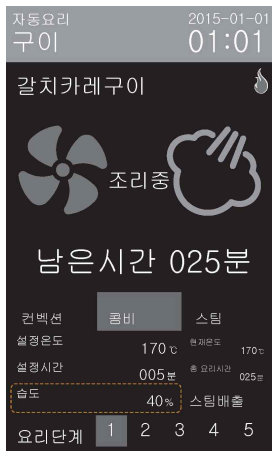 자동요리 2015-01-01
구이 01:01
갈치카레구이
조리중
남은시간 025분
컨벡션 콤비 스팀
설정온도 170 ℃ 현재온도 170℃
설정시간 005분 총 요리시간 025분
습도 40% 스팀배출
요리단계 1 2 3 4 5